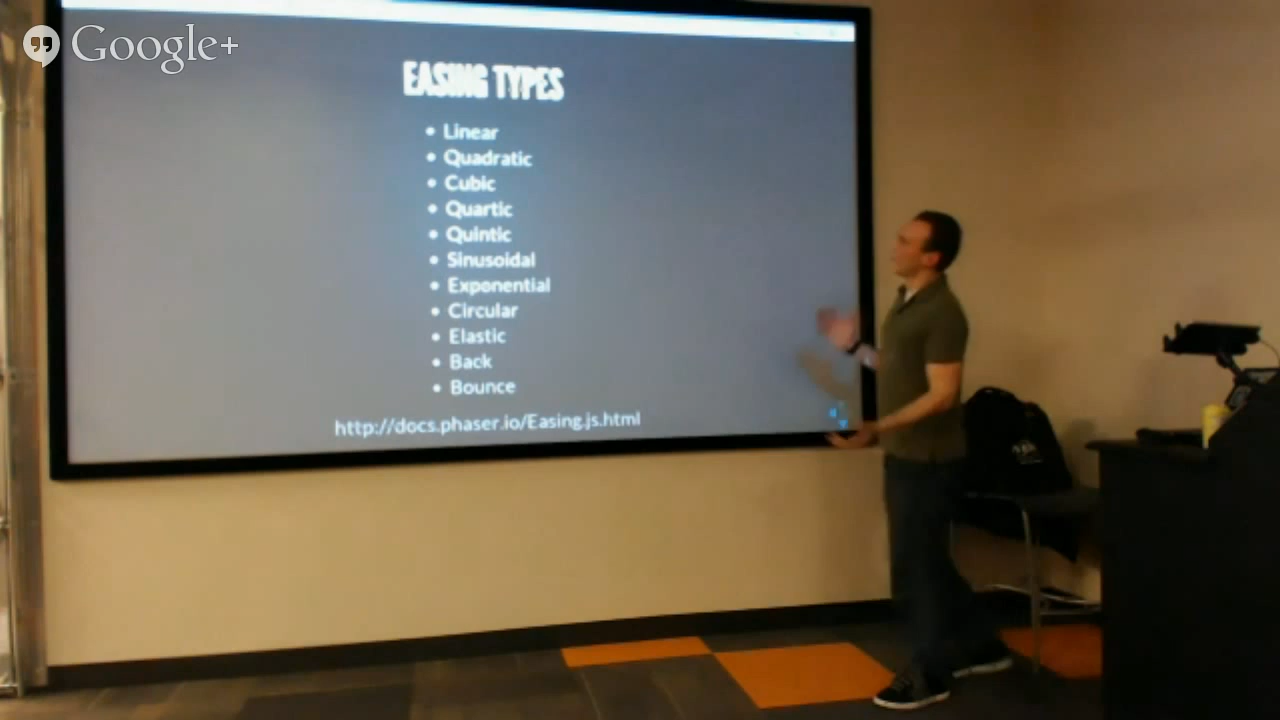 Google+
EASING TYPES
• Linear
• Quadratic
• Cubic
• Quartic
• Quintic
• Sinusoidal
• Exponential
• Circular
• Elastic
• Back
• Bounce
http://docs.phaser.io/Easing.js.html